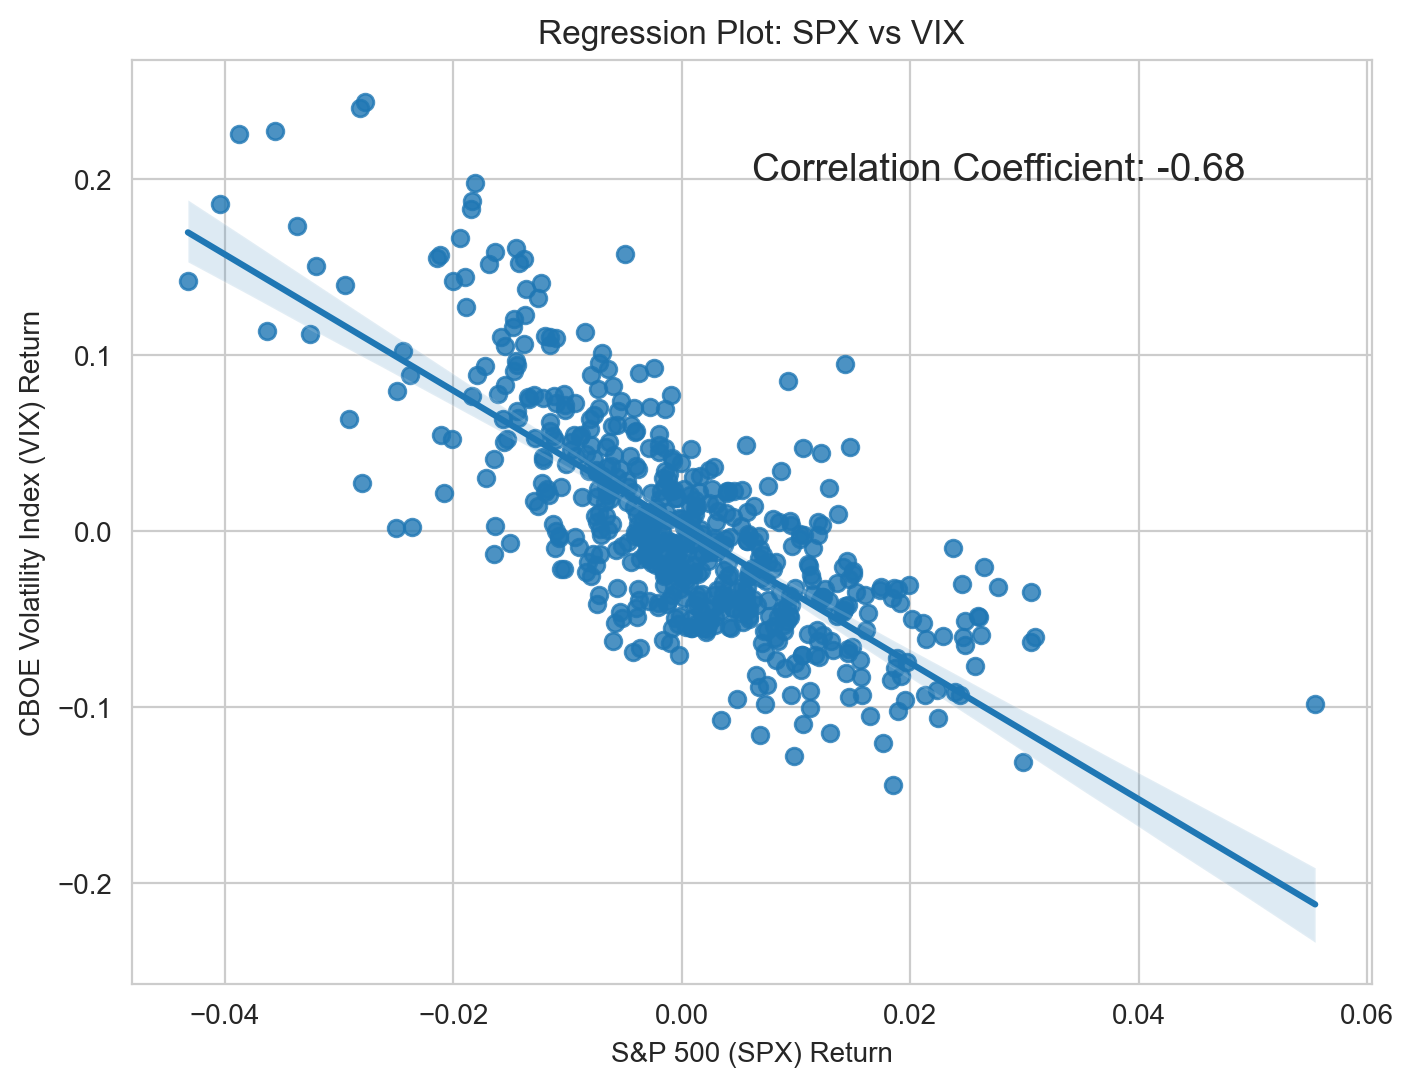 Regression Plot: SPX vs VIX
Correlation Coefficient: -0.68
CBOE Volatility Index (VIX) Return
0.2
0.1
0.0
−0.1
−0.2
−0.04
−0.02
0.00
0.02
0.04
0.06
S&P 500 (SPX) Return